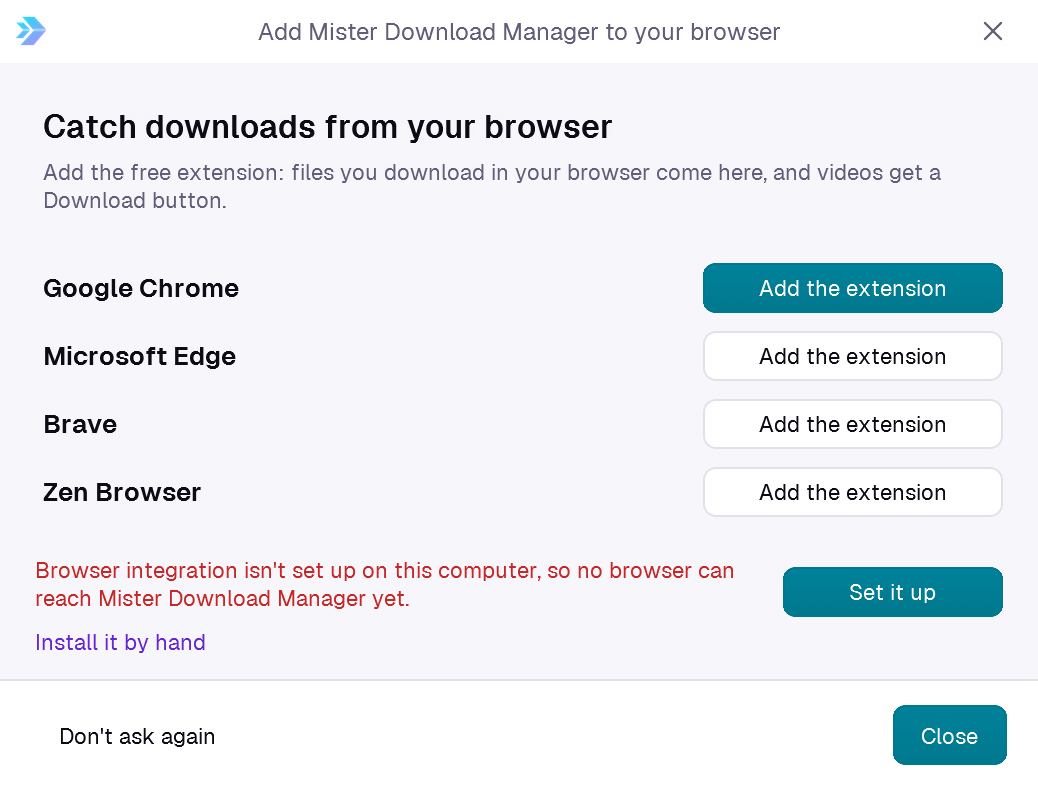 Add Mister Download Manager to your browser
Catch downloads from your browser
Add the free extension: files you download in your browser come here, and videos get a
Download button.
Google Chrome
Add the extension
Microsoft Edge
Add the extension
Brave
Add the extension
Zen Browser
Add the extension
Browser integration isn't set up on this computer, so no browser can
reach Mister Download Manager yet.
Set it up
Install it by hand
Don't ask again
Close